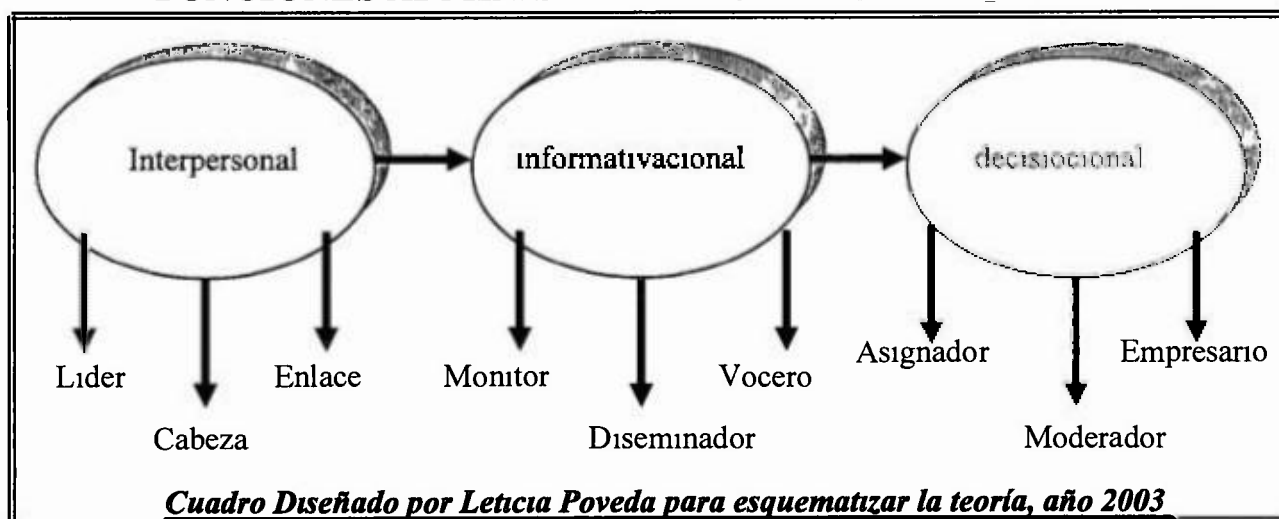 Interpersonal informativacional decisiocional
Asignador Empresario
Lider Enlace Monitor Vocero
Cabeza Diseminador Moderador
Cuadro Diseñado por Leticia Poveda para esquematizar la teoría, año 2003